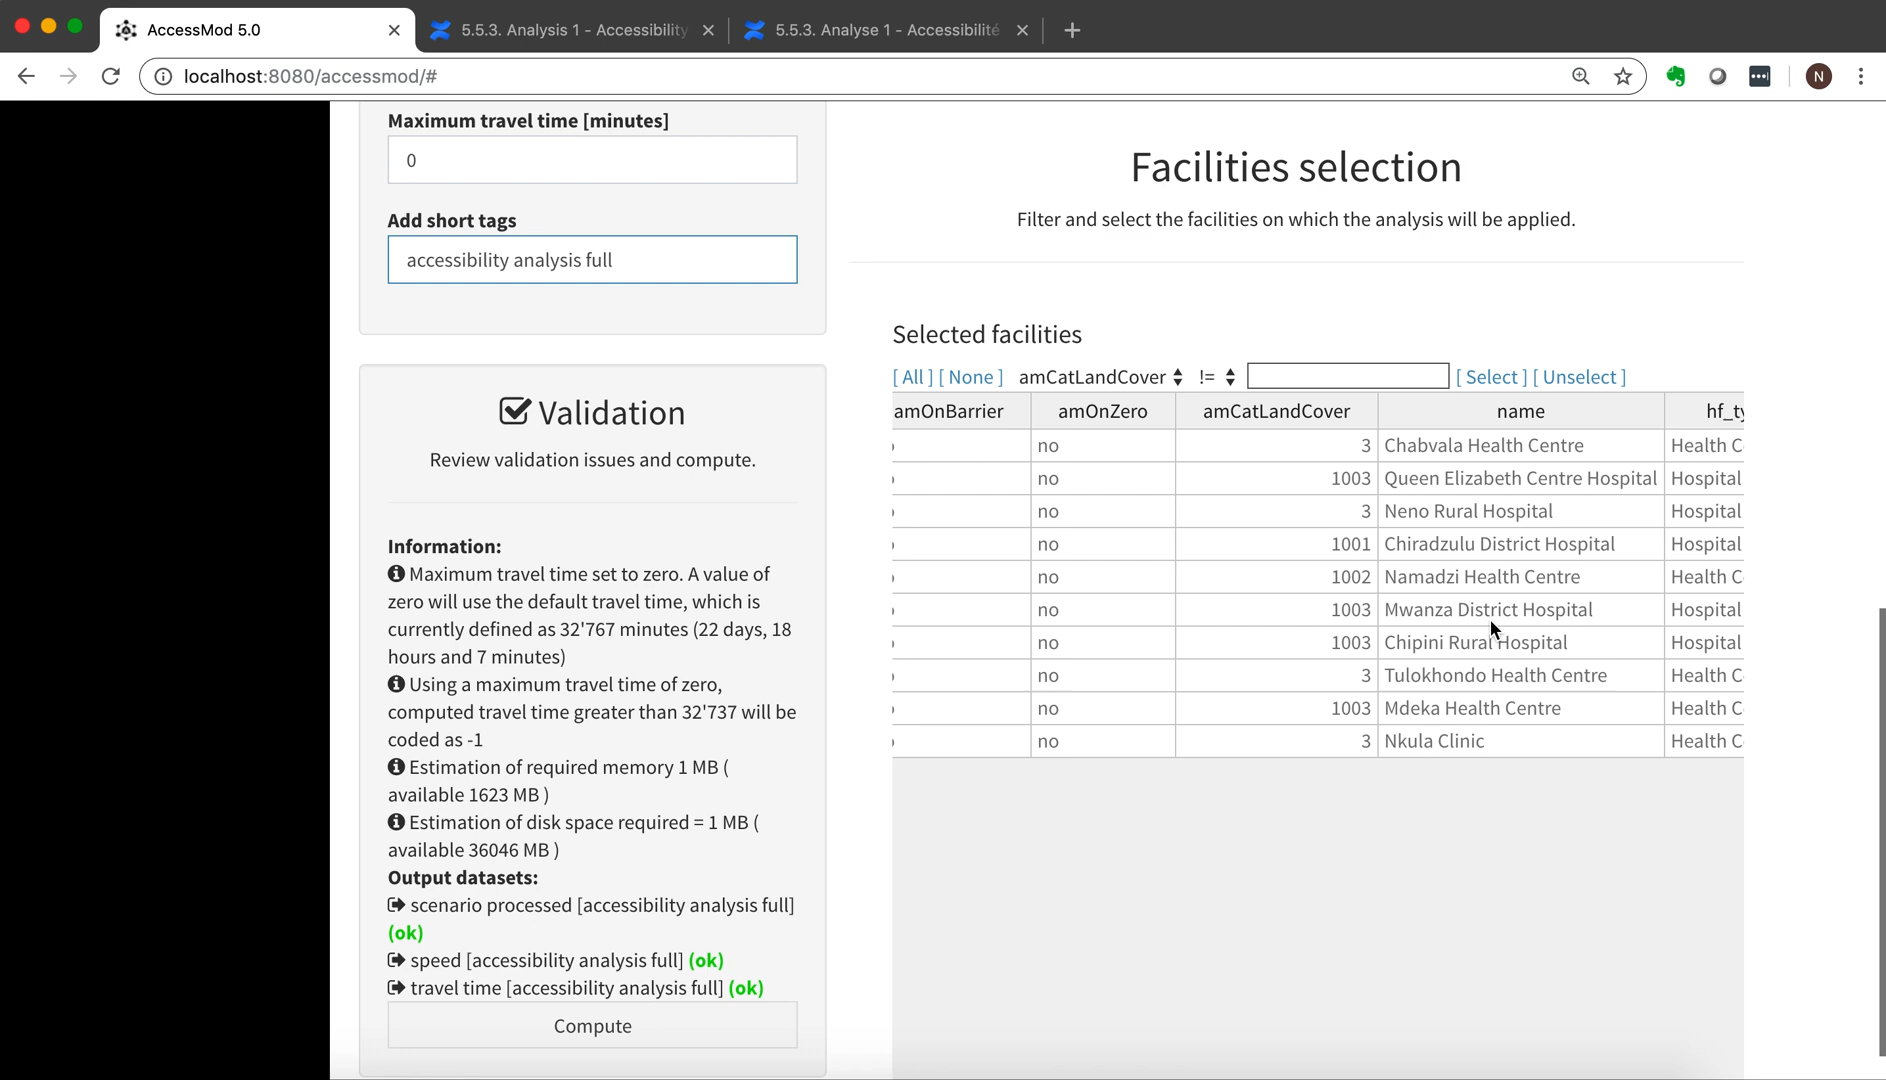 AccessMod 5.0
5.5.3. Analysis 1 - Accessibility
5.5.3. Analyse 1 - Accessibilité
localhost:8080/accessmod/#
N
Maximum travel time [minutes]
0
Add short tags
accessibility analysis full
Validation
Review validation issues and compute.
Information:
Maximum travel time set to zero. A value of
zero will use the default travel time, which is
currently defined as 32'767 minutes (22 days, 18
hours and 7 minutes)
Using a maximum travel time of zero,
computed travel time greater than 32'737 will be
coded as -1
Estimation of required memory 1 MB (
available 1623 MB )
Estimation of disk space required = 1 MB (
available 36046 MB )
Output datasets:
scenario processed [accessibility analysis full]
(ok)
speed [accessibility analysis full] (ok)
travel time [accessibility analysis full] (ok)
Compute
Facilities selection
Filter and select the facilities on which the analysis will be applied.
Selected facilities
[ All ] [ None ] amCatLandCover != [ Select ] [ Unselect ]
amOnBarrier amOnZero amCatLandCover name hf_ty
no 3 Chabvala Health Centre Health C
no 1003 Queen Elizabeth Centre Hospital Hospital
no 3 Neno Rural Hospital Hospital
no 1001 Chiradzulu District Hospital Hospital
no 1002 Namadzi Health Centre Health C
no 1003 Mwanza District Hospital Hospital
no 1003 Chipini Rural Hospital Hospital
no 3 Tulokhondo Health Centre Health C
no 1003 Mdeka Health Centre Health C
no 3 Nkula Clinic Health C